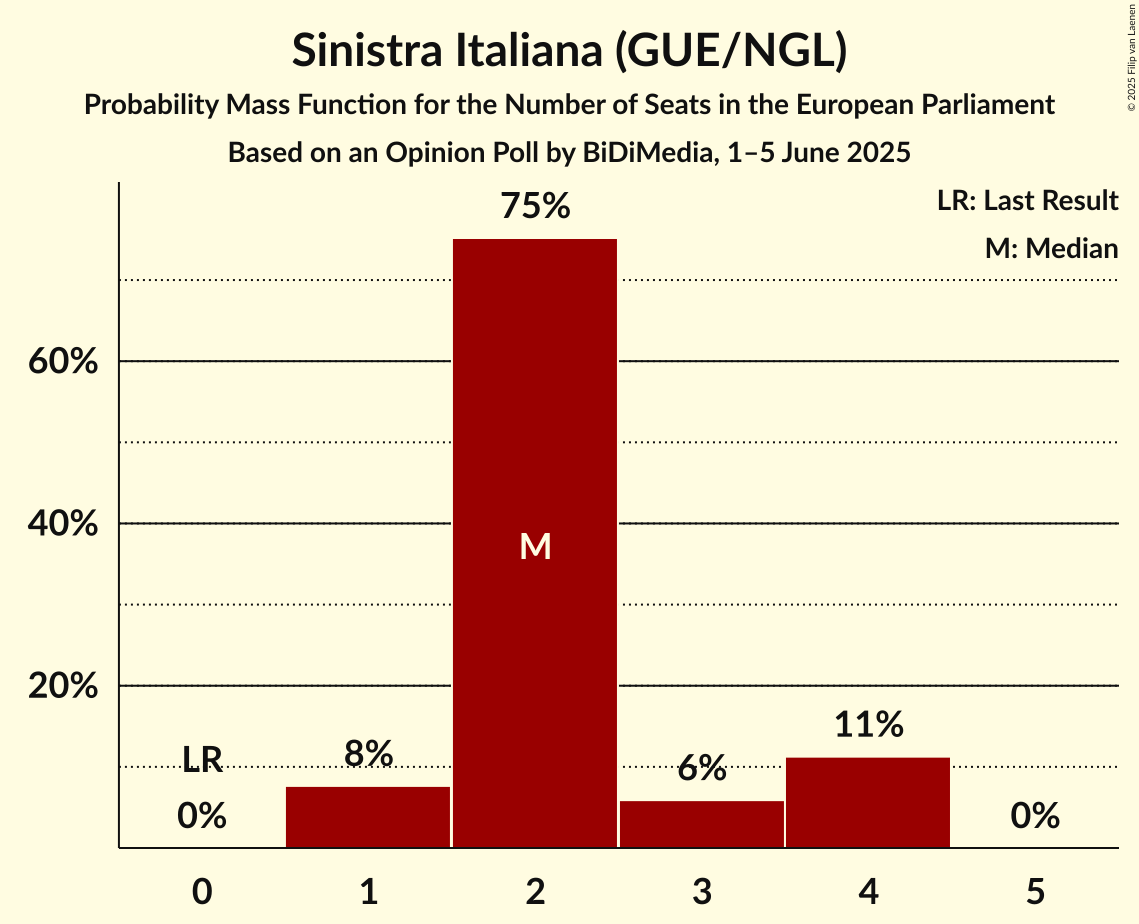 Sinistra Italiana (GUE/NGL)
Probability Mass Function for the Number of Seats in the European Parliament
Based on an Opinion Poll by BiDiMedia, 1–5 June 2025
© 2025 Filip van Laenen
LR: Last Result
M: Median
75%
60%
40%
M
20%
11%
LR
8%
6%
0%
0%
0 1 2 3 4 5